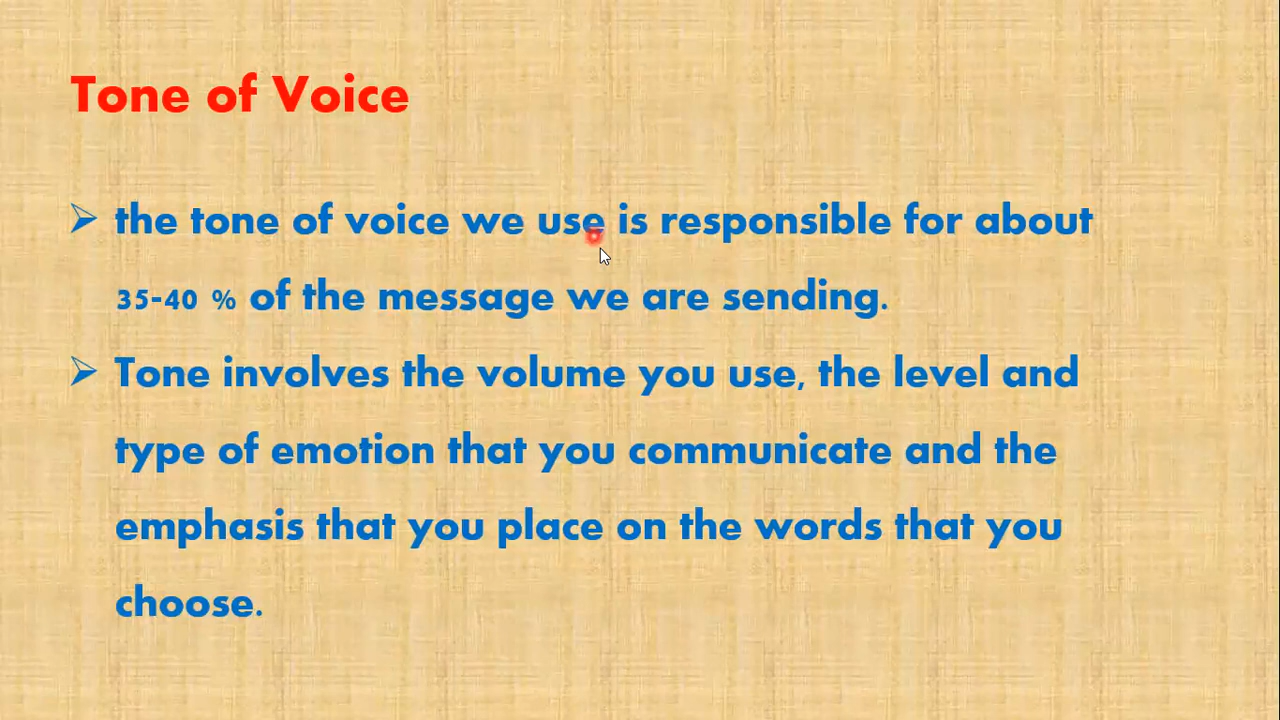 Tone of Voice
the tone of voice we use is responsible for about
35-40 % of the message we are sending.
Tone involves the volume you use, the level and
type of emotion that you communicate and the
emphasis that you place on the words that you
choose.